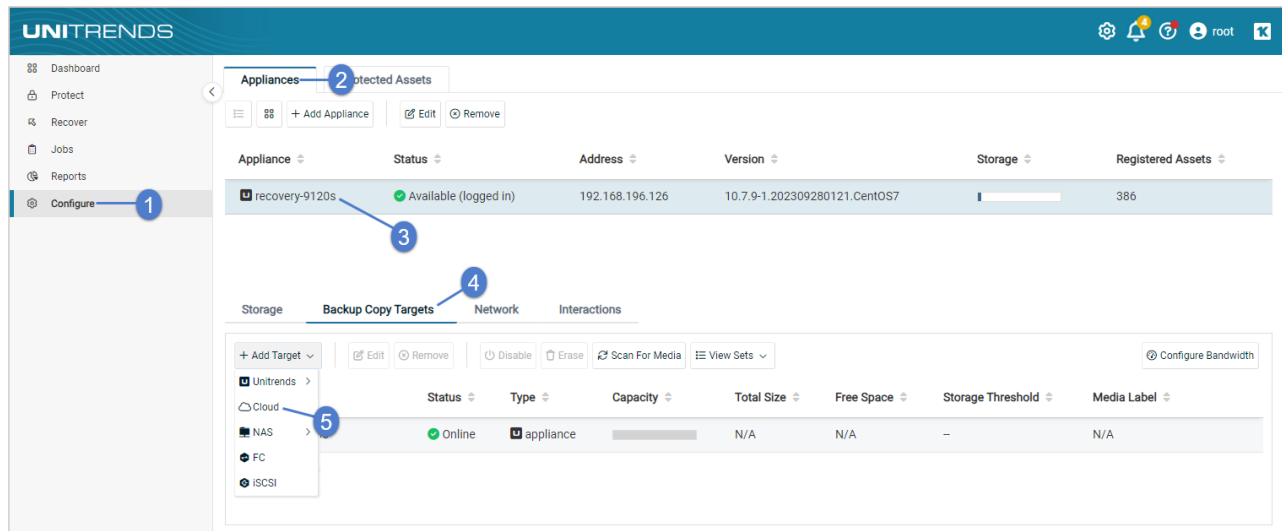 UNITRENDS
4
root
Dashboard
Protect
Recover
Jobs
Reports
Configure
1
Appliances
2
otected Assets
+ Add Appliance
Edit
Remove
Appliance
Status
Address
Version
Storage
Registered Assets
recovery-9120s
Available (logged in)
192.168.196.126
10.7.9-1.202309280121.CentOS7
386
3
4
Storage
Backup Copy Targets
Network
Interactions
+ Add Target
Edit
Remove
Disable
Erase
Scan For Media
View Sets
Configure Bandwidth
Unitrends
Cloud
NAS
FC
iSCSI
5
Status
Type
Capacity
Total Size
Free Space
Storage Threshold
Media Label
Online
appliance
N/A
N/A
--
N/A